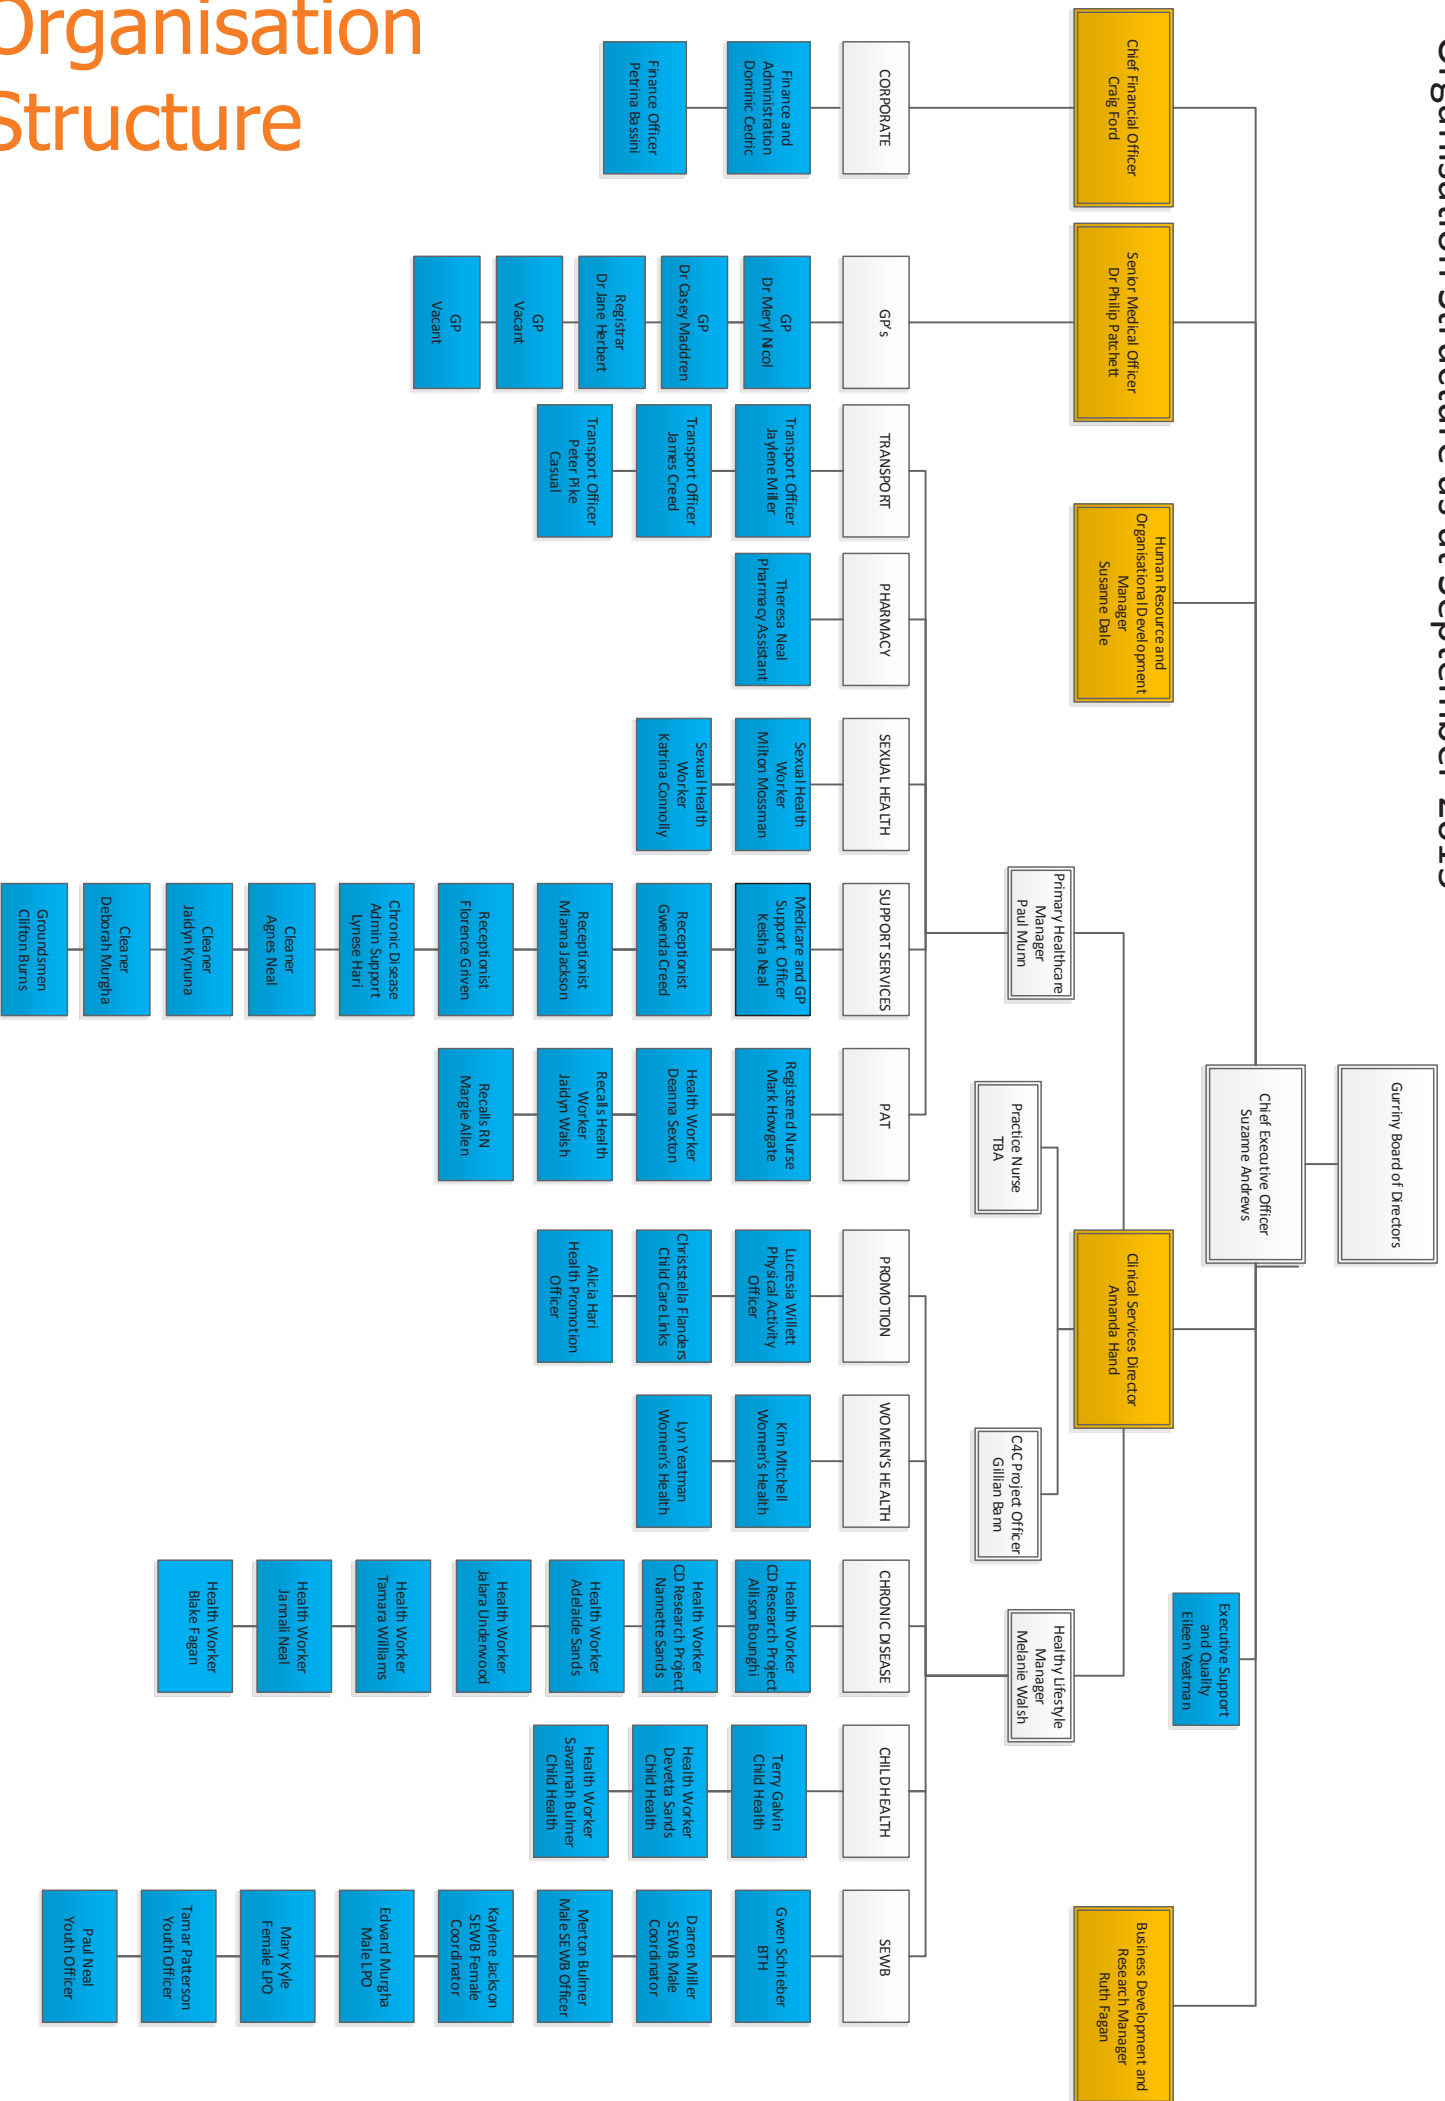 Organisation
Structure
Organisation Structure as at September 2013
Gurriny Board of Directors
Chief Executive Officer
Suzanne Andrews
Executive Support
and Quality
Eileen Yeatman
Chief Financial Officer
Craig Ford
Senior Medical Officer
Dr Philip Patchett
Human Resource and
Organisational Development
Manager
Susanne Dale
Clinical Services Director
Amanda Hand
Business Development and
Research Manager
Ruth Fagan
Primary Healthcare
Manager
Paul Munn
Practice Nurse
TBA
C4C Project Officer
Gillian Bann
Healthy Lifestyle
Manager
Melanie Walsh
CORPORATE
Finance and
Administration
Dominic Cedric
Finance Officer
Petrina Bassini
GP's
GP
Dr Meryl Nicol
GP
Dr Casey Maddren
Registrar
Dr Jane Herbert
GP
Vacant
GP
Vacant
TRANSPORT
Transport Officer
Jaylene Miller
Transport Officer
James Creed
Transport Officer
Peter Pike
Casual
PHARMACY
Theresa Neal
Pharmacy Assistant
SEXUAL HEALTH
Sexual Health
Worker
Milton Mossman
Sexual Health
Worker
Katrina Connolly
SUPPORT SERVICES
Medicare and GP
Support Officer
Keisha Neal
Receptionist
Gwenda Creed
Receptionist
Mianna Jackson
Receptionist
Florence Griven
Chronic Disease
Admin Support
Lynese Hari
Cleaner
Agnes Neal
Cleaner
Jaidyn Kynuna
Cleaner
Deborah Murgha
Groundsmen
Clifton Burns
PAT
Registered Nurse
Mark Howgate
Health Worker
Deanna Sexton
Recalls Health
Worker
Jaidyn Walsh
Recalls RN
Margie Allen
PROMOTION
Lucresia Willett
Physical Activity
Officer
Christstella Flanders
Child Care Links
Alicia Hari
Health Promotion
Officer
WOMEN'S HEALTH
Kim MItchell
Women's Health
Lyn Yeatman
Women's Health
CHRONIC DISEASE
Health Worker
CD Research Project
Allison Bounghi
Health Worker
CD Research Project
Nannette Sands
Health Worker
Adelaide Sands
Health Worker
Jalara Underwood
Health Worker
Tamara Williams
Health Worker
Jannali Neal
Health Worker
Blake Fagan
CHILD HEALTH
Terry Galvin
Child Health
Health Worker
Devetta Sands
Child Health
Health Worker
Savannah Bulmer
Child Health
SEWB
Gwen Schrieber
BTH
Darren Miller
SEWB Male
Coordinator
Merton Bulmer
Male SEWB Officer
Kaylene Jackson
SEWB Female
Coordinator
Edward Murgha
Male LPO
Mary Kyle
Female LPO
Tamar Patterson
Youth Officer
Paul Neal
Youth Officer